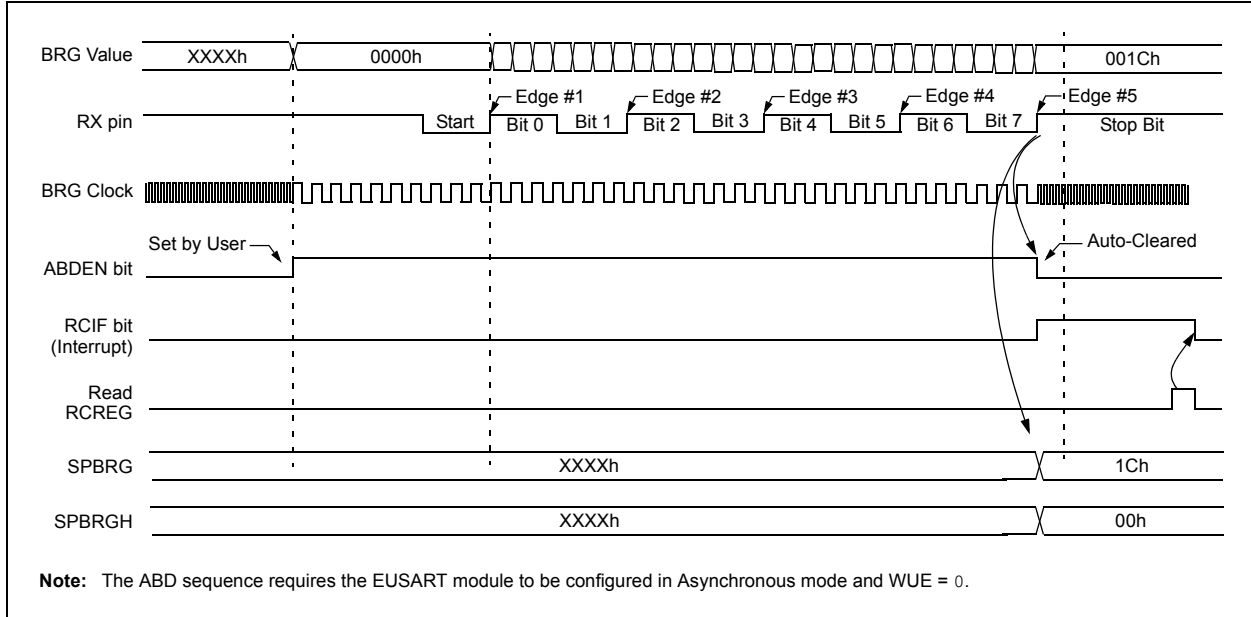 BRG Value XXXXh 0000h 001Ch
Edge #1 Edge #2 Edge #3 Edge #4 Edge #5
RX pin Start Bit 0 Bit 1 Bit 2 Bit 3 Bit 4 Bit 5 Bit 6 Bit 7 Stop Bit
BRG Clock
Set by User Auto-Cleared
ABDEN bit
RCIF bit
(Interrupt)
Read
RCREG
SPBRG XXXXh 1Ch
SPBRGH XXXXh 00h
Note: The ABD sequence requires the EUSART module to be configured in Asynchronous mode and WUE = 0.